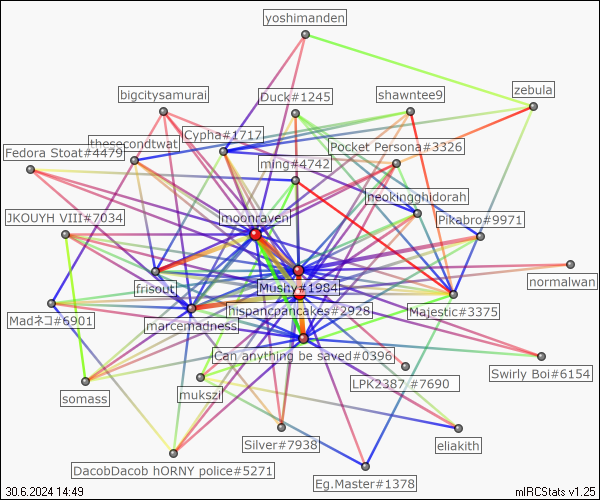 yoshimanden
zebula
bigcitysamurai
Duck#1245
shawntee9
Cypha#1717
thesecondtwat
Pocket Persona#3326
Fedora Stoat#4479
ming#4742
neokingghidorah
JKOUYH VIII#7034
moonraven
Pikabro#9971
normalwan
frisout
Mushy#1984
Madネコ#6901
marcemadness
hispancpancakes#2928
Majestic#3375
Can anything be saved#0396
Swirly Boi#6154
LPK2387 #7690
somass
mukszi
Silver#7938
eliakith
DacobDacob hORNY police#5271
Eg.Master#1378
30.6.2024 14:49
mIRCStats v1.25